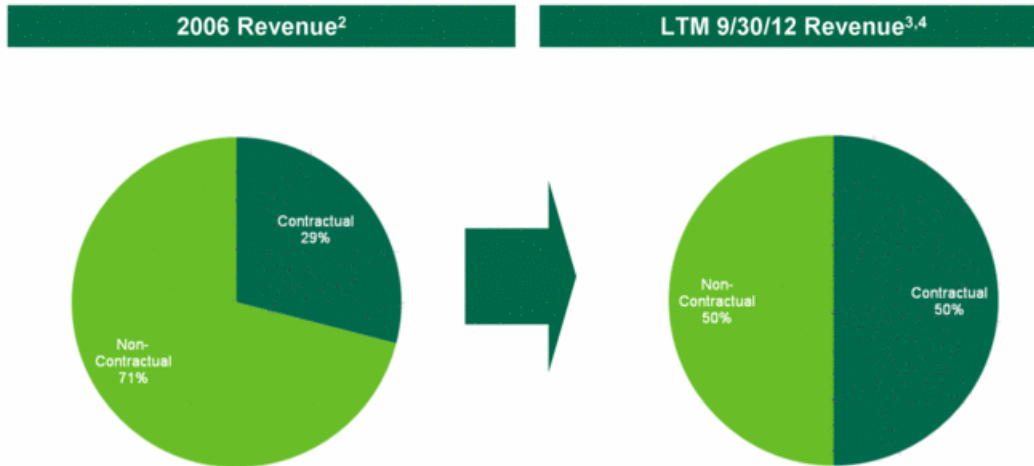 2006 Revenue²
LTM 9/30/12 Revenue³,⁴
Contractual
29%
Non-
Contractual
71%
Non-
Contractual
50%
Contractual
50%